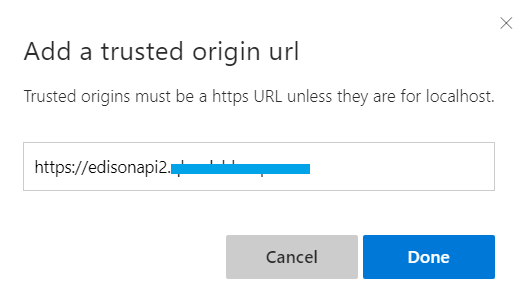 Add a trusted origin url
Trusted origins must be a https URL unless they are for localhost.
https://edisonapi2.
Cancel
Done